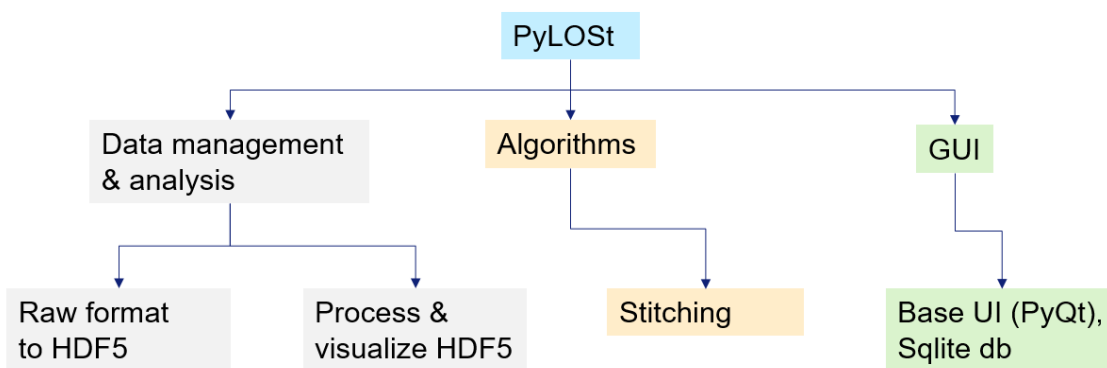 PyLOSt
Data management
& analysis
Algorithms
GUI
Raw format
to HDF5
Process &
visualize HDF5
Stitching
Base UI (PyQt),
Sqlite db